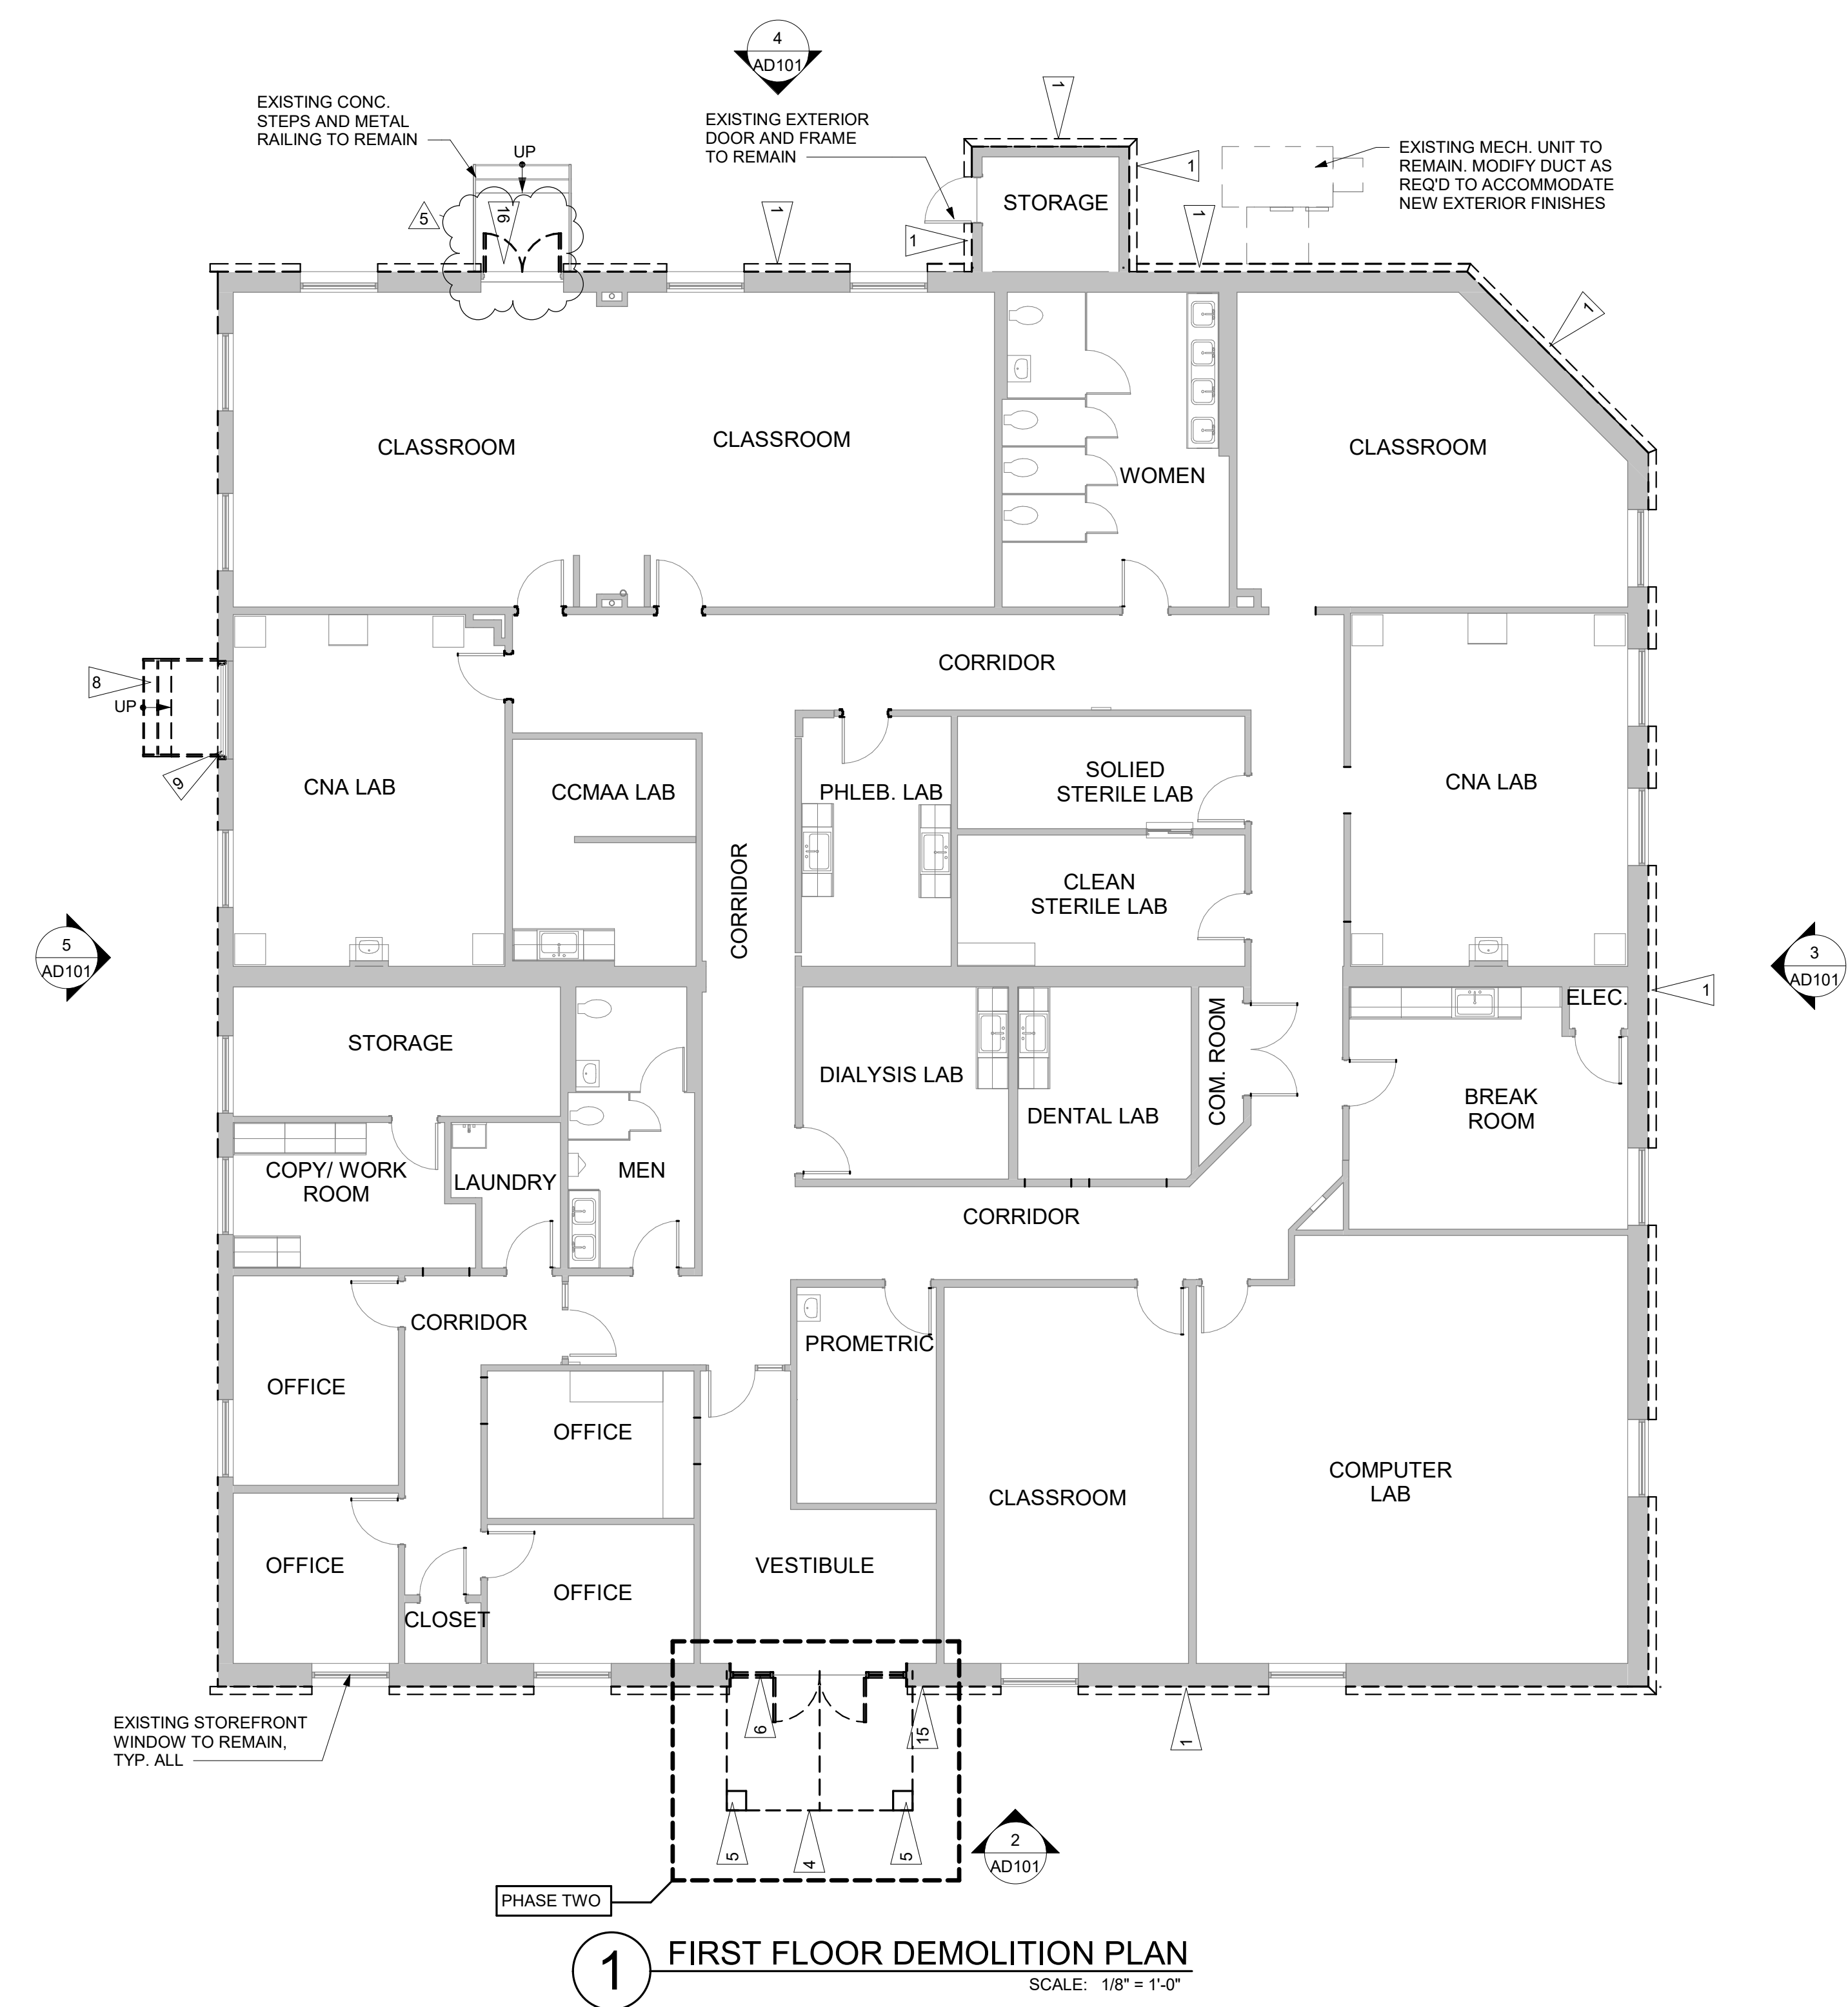 4
AD101
EXISTING CONC.
STEPS AND METAL
RAILING TO REMAIN
UP
EXISTING EXTERIOR
DOOR AND FRAME
TO REMAIN
1
1
EXISTING MECH. UNIT TO
REMAIN. MODIFY DUCT AS
REQ'D TO ACCOMMODATE
NEW EXTERIOR FINISHES
STORAGE
5
16
1
1
1
1
CLASSROOM
CLASSROOM
WOMEN
CLASSROOM
CORRIDOR
8
UP
9
CNA LAB
CCMAA LAB
CORRIDOR
PHLEB. LAB
SOLIED
STERILE LAB
CLEAN
STERILE LAB
CNA LAB
5
AD101
3
AD101
1
STORAGE
DIALYSIS LAB
DENTAL LAB
COM. ROOM
ELEC.
BREAK
ROOM
COPY/ WORK
ROOM
LAUNDRY
MEN
CORRIDOR
CORRIDOR
PROMETRIC
OFFICE
OFFICE
CLASSROOM
COMPUTER
LAB
OFFICE
CLOSET
OFFICE
VESTIBULE
EXISTING STOREFRONT
WINDOW TO REMAIN,
TYP. ALL
6
15
1
5
4
5
2
AD101
PHASE TWO
1
FIRST FLOOR DEMOLITION PLAN
SCALE: 1/8" = 1'-0"